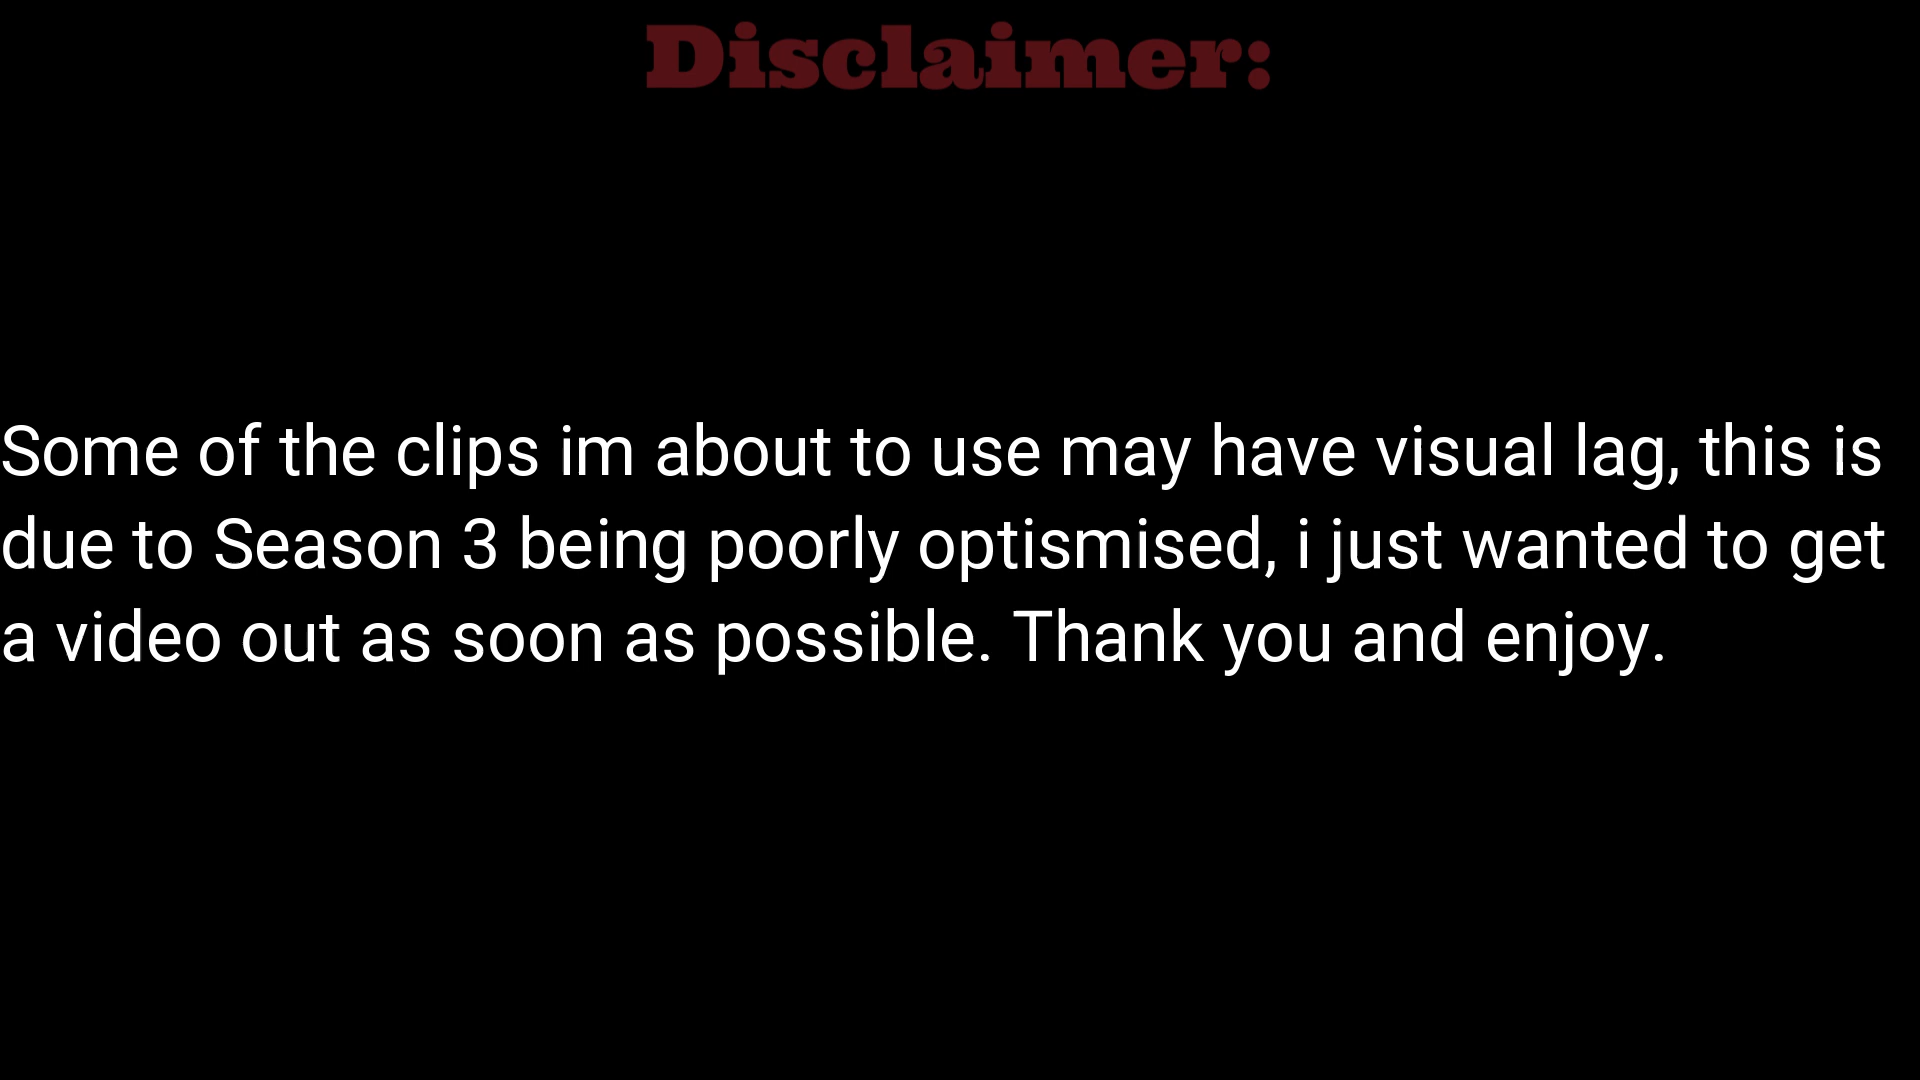 Disclaimer:
Some of the clips im about to use may have visual lag, this is
due to Season 3 being poorly optismised, i just wanted to get
a video out as soon as possible. Thank you and enjoy.